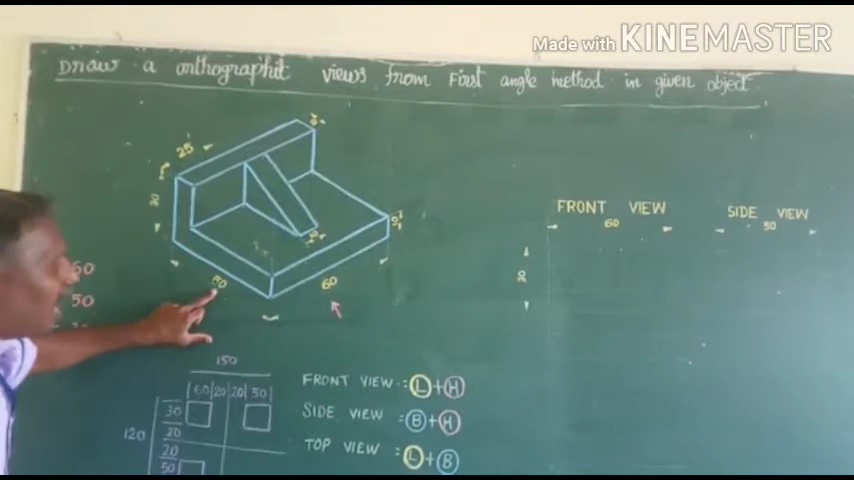 Made with KINEMASTER
Draw a orthographic views from First angle method in given object.
25
30
50
60
10
10
FRONT VIEW
60
SIDE VIEW
50
60
50
150
|60|20|20|50|
120
30
20
20
50
FRONT VIEW = L + H
SIDE VIEW = B + H
TOP VIEW = L + B